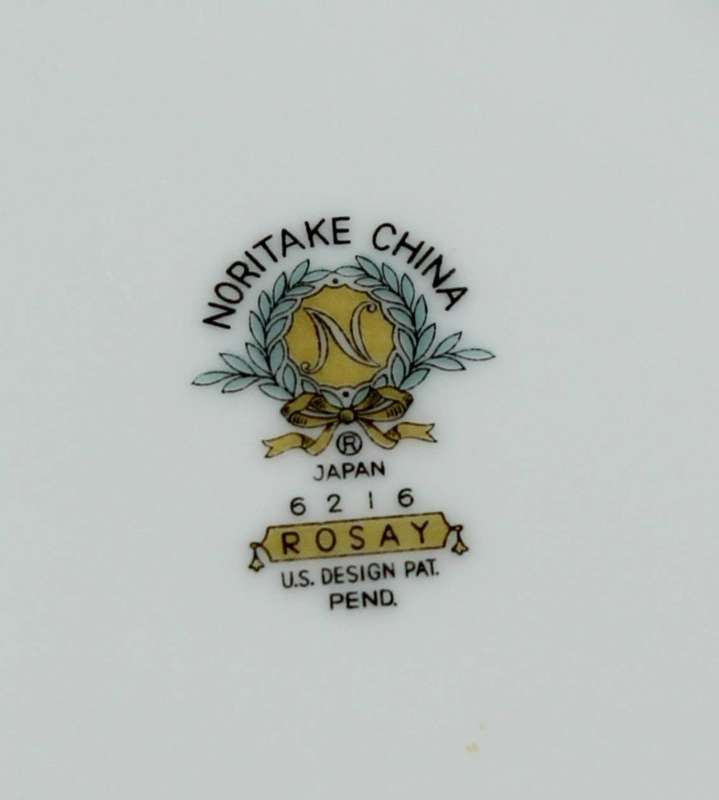 NORITAKE CHINA
N
®
JAPAN
6216
ROSAY
U.S. DESIGN PAT.
PEND.